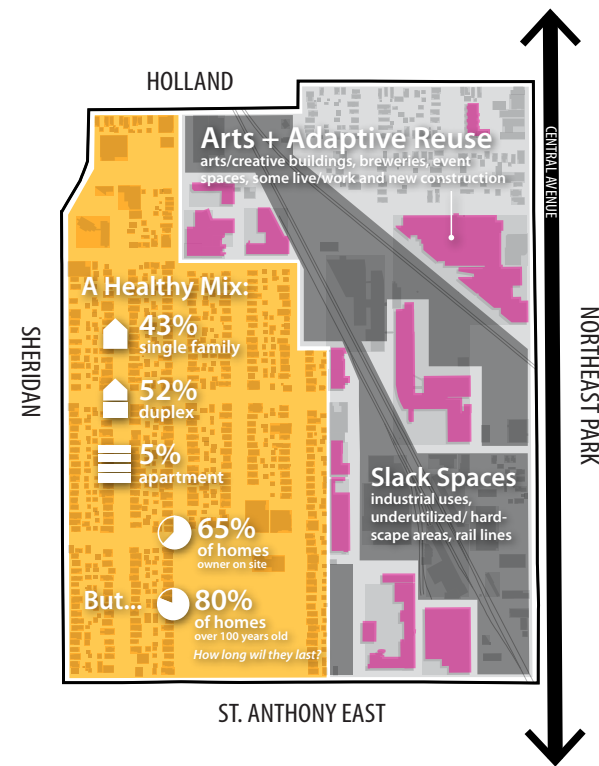 HOLLAND
CENTRAL AVENUE
Arts + Adaptive Reuse
arts/creative buildings, breweries, event
spaces, some live/work and new construction
A Healthy Mix:
43%
single family
52%
duplex
5%
apartment
65%
of homes
owner on site
But...
80%
of homes
over 100 years old
How long wil they last?
Slack Spaces
industrial uses,
underutilized/ hard-
scape areas, rail lines
SHERIDAN
NORTHEAST PARK
ST. ANTHONY EAST